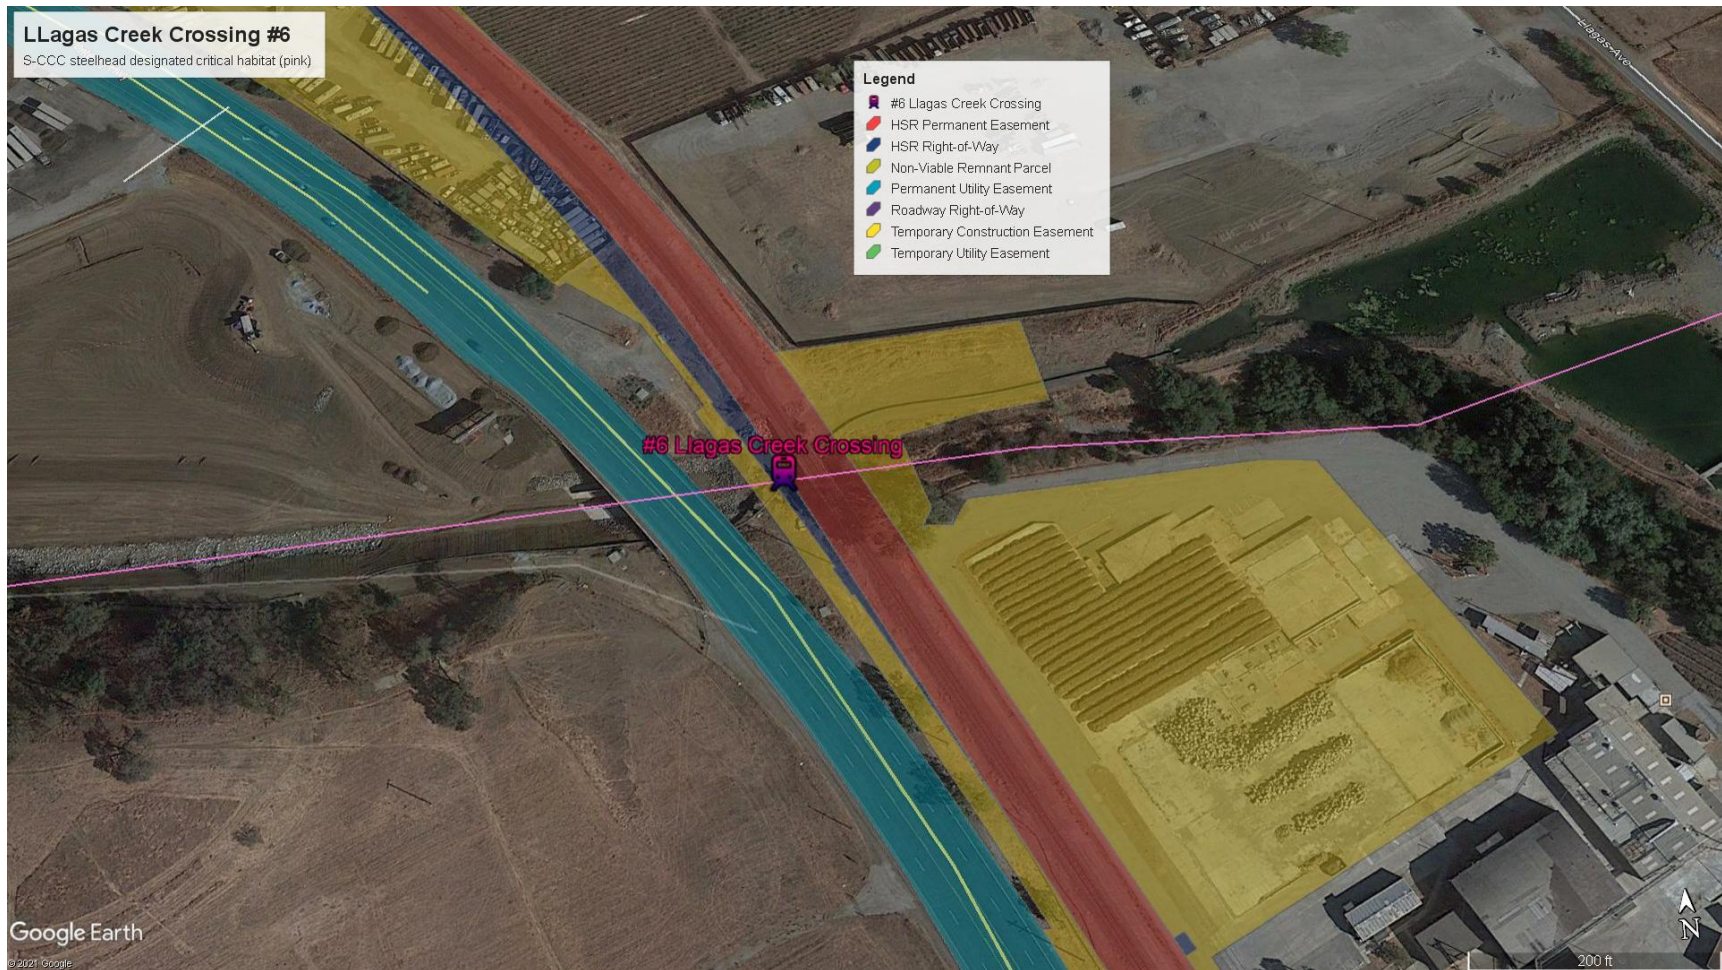 LLagas Creek Crossing #6
S-CCC steelhead designated critical habitat (pink)
Llagas Ave
Legend
#6 Llagas Creek Crossing
HSR Permanent Easement
HSR Right-of-Way
Non-Viable Remnant Parcel
Permanent Utility Easement
Roadway Right-of-Way
Temporary Construction Easement
Temporary Utility Easement
#6 Llagas Creek Crossing
Google Earth
© 2021 Google
N
200 ft